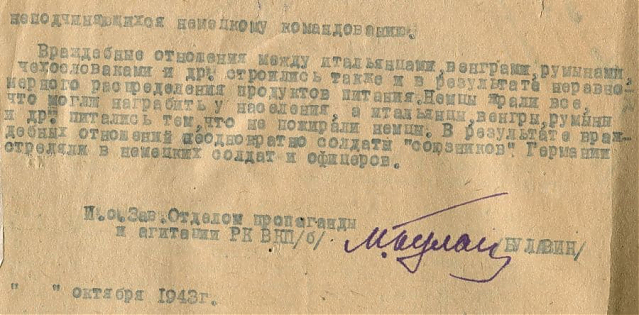 неподчиняющихся немецкому командованию.
Враждебные отношения между итальянцами,венграми,румынами,
чехословаками и др. строились также и в результате неравно
мерного распределения продуктов питания.Немцы жрали все,
что могли награбить у населения, а итальянцы,венгры,румыны
и др. питались тем,что не пожирали немцы. В результате враж-
дебных отношений неоднократно солдаты "союзников" Германии
стреляли в немецких солдат и офицеров.
И.о.Зав.Отделом пропаганды
и агитации РК ВКП/б/ М.Булав /БУЛАВИН/
" " октября 1943г.